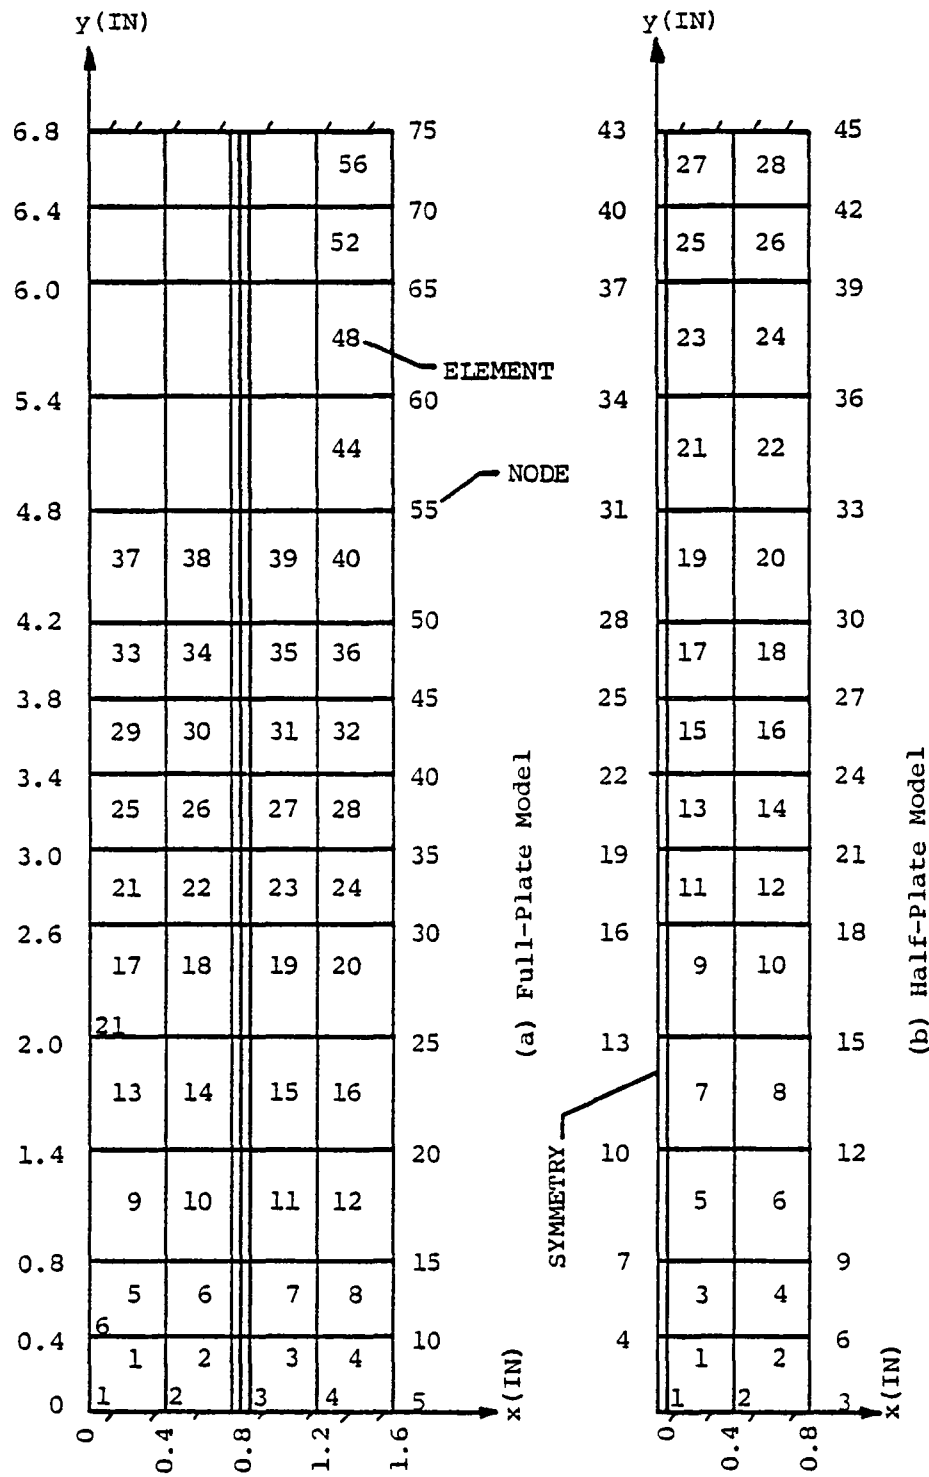 y(IN) y(IN)
6.8 75 43 45
56 27 28
6.4 70 40 42
52 25 26
6.0 65 37 39
48 23 24
ELEMENT
5.4 60 34 36
44 21 22
NODE
4.8 55 31 33
37 38 39 40 19 20
4.2 50 28 30
33 34 35 36 17 18
3.8 45 25 27
29 30 31 32 15 16
3.4 40 22 24
25 26 27 28 13 14
3.0 35 19 21
21 22 23 24 11 12
2.6 30 16 18
17 18 19 20 9 10
21
2.0 25 13 15
13 14 15 16 7 8
1.4 20 10 12
9 10 11 12 5 6
0.8 15 7 9
5 6 7 8 3 4
6
0.4 10 4 6
1 2 3 4 1 2
0 1 2 3 4 5 x(IN) 1 2 3 x(IN)
0 0.4 0.8 1.2 1.6 0 0.4 0.8
SYMMETRY
(a) Full-Plate Model
(b) Half-Plate Model